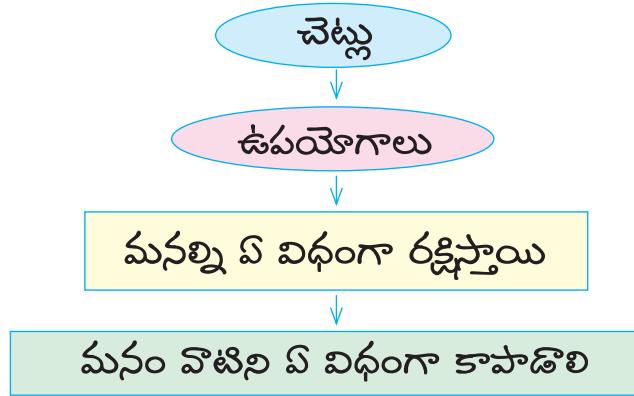 చెట్లు
ఉపయోగాలు
మనల్ని ఏ విధంగా రక్షిస్తాయి
మనం వాటిని ఏ విధంగా కాపాడాలి